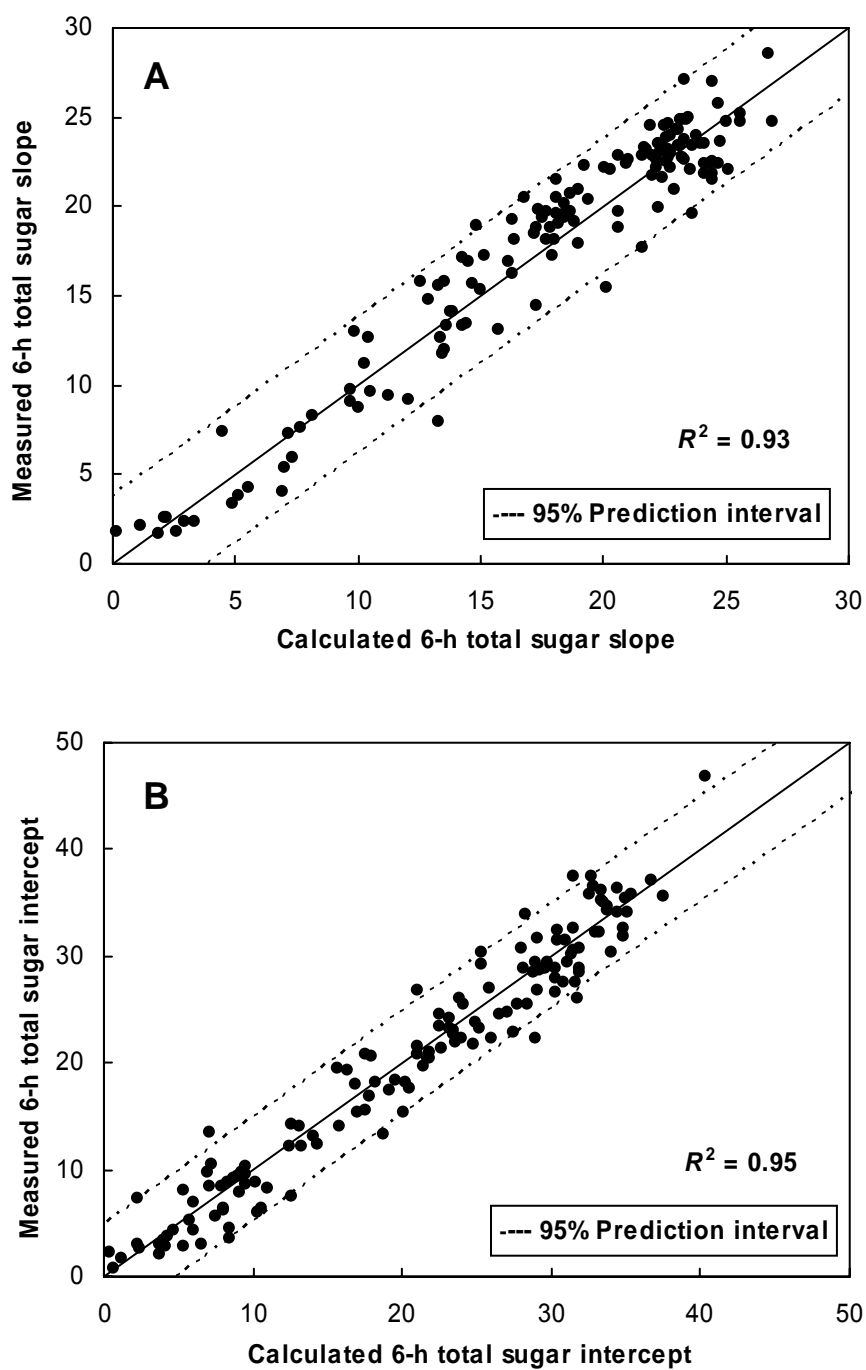 A
Measured 6-h total sugar slope
30
25
20
15
10
5
0
R² = 0.93
---- 95% Prediction interval
0 5 10 15 20 25 30
Calculated 6-h total sugar slope
B
Measured 6-h total sugar intercept
50
40
30
20
10
0
R² = 0.95
---- 95% Prediction interval
0 10 20 30 40 50
Calculated 6-h total sugar intercept